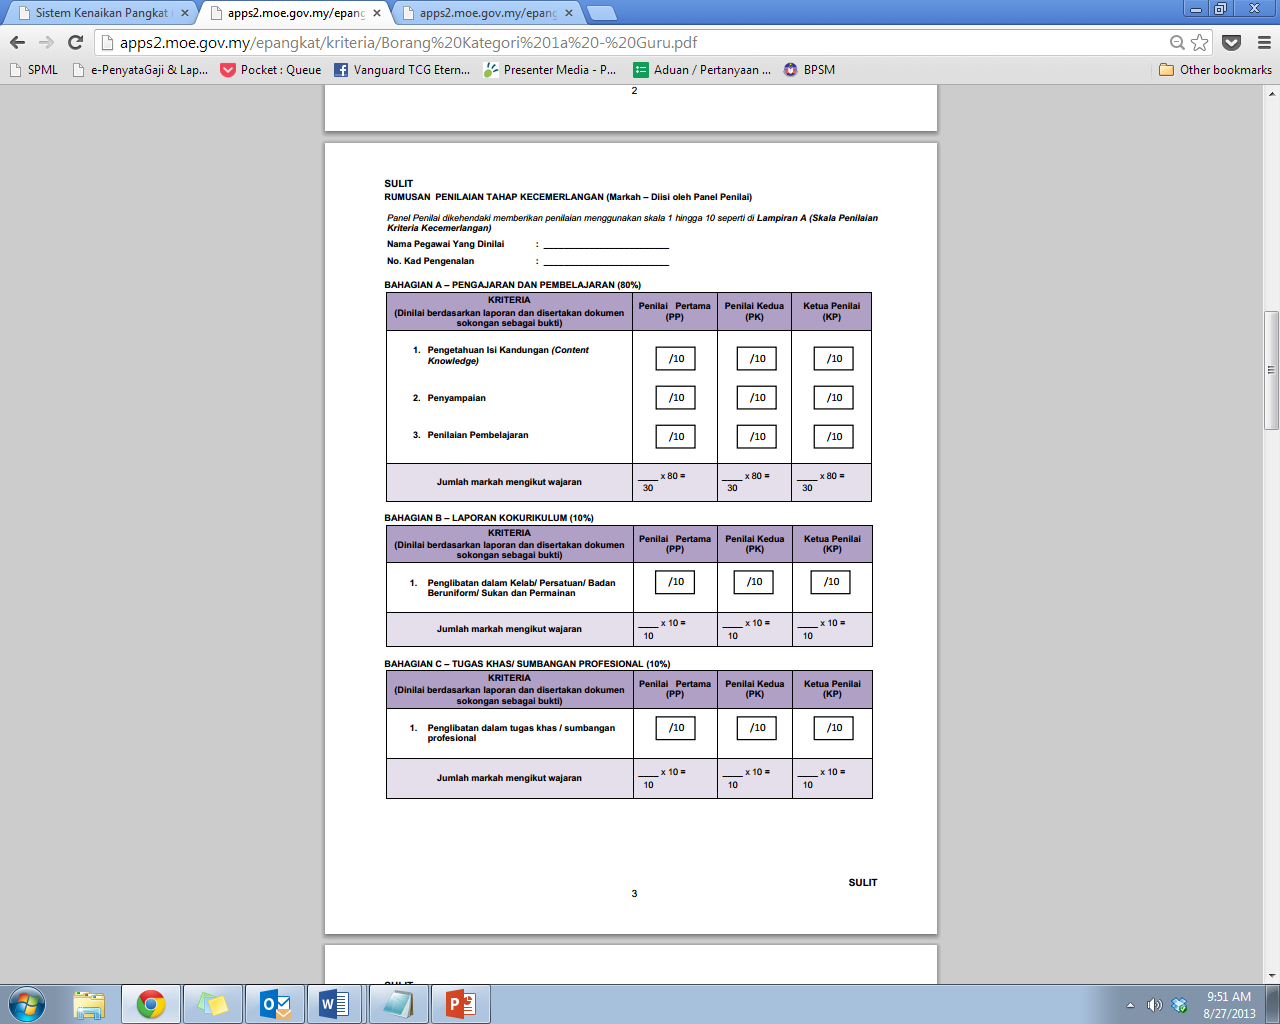 Sistem Kenaikan Pangkat
apps2.moe.gov.my/epang
apps2.moe.gov.my/epang
apps2.moe.gov.my/epangkat/kriteria/Borang%20Kategori%201a%20-%20Guru.pdf
SPML
e-PenyataGaji & Lap...
Pocket : Queue
Vanguard TCG Etern...
Presenter Media - P...
Aduan / Pertanyaan ...
BPSM
Other bookmarks
2
SULIT
RUMUSAN PENILAIAN TAHAP KECEMERLANGAN (Markah – Diisi oleh Panel Penilai)
Panel Penilai dikehendaki memberikan penilaian menggunakan skala 1 hingga 10 seperti di Lampiran A (Skala Penilaian
Kriteria Kecemerlangan)
Nama Pegawai Yang Dinilai : ________________________
No. Kad Pengenalan : ________________________
BAHAGIAN A – PENGAJARAN DAN PEMBELAJARAN (80%)
KRITERIA
(Dinilai berdasarkan laporan dan disertakan dokumen
sokongan sebagai bukti)
Penilai Pertama
(PP)
Penilai Kedua
(PK)
Ketua Penilai
(KP)
1. Pengetahuan Isi Kandungan (Content
Knowledge)
/10 /10 /10
2. Penyampaian
/10 /10 /10
3. Penilaian Pembelajaran
/10 /10 /10
Jumlah markah mengikut wajaran
____ x 80 = ____ x 80 = ____ x 80 =
30 30 30
BAHAGIAN B – LAPORAN KOKURIKULUM (10%)
KRITERIA
(Dinilai berdasarkan laporan dan disertakan dokumen
sokongan sebagai bukti)
Penilai Pertama
(PP)
Penilai Kedua
(PK)
Ketua Penilai
(KP)
1. Penglibatan dalam Kelab/ Persatuan/ Badan
Beruniform/ Sukan dan Permainan
/10 /10 /10
Jumlah markah mengikut wajaran
____ x 10 = ____ x 10 = ____ x 10 =
10 10 10
BAHAGIAN C – TUGAS KHAS/ SUMBANGAN PROFESIONAL (10%)
KRITERIA
(Dinilai berdasarkan laporan dan disertakan dokumen
sokongan sebagai bukti)
Penilai Pertama
(PP)
Penilai Kedua
(PK)
Ketua Penilai
(KP)
1. Penglibatan dalam tugas khas / sumbangan
profesional
/10 /10 /10
Jumlah markah mengikut wajaran
____ x 10 = ____ x 10 = ____ x 10 =
10 10 10
SULIT
3
9:51 AM
8/27/2013